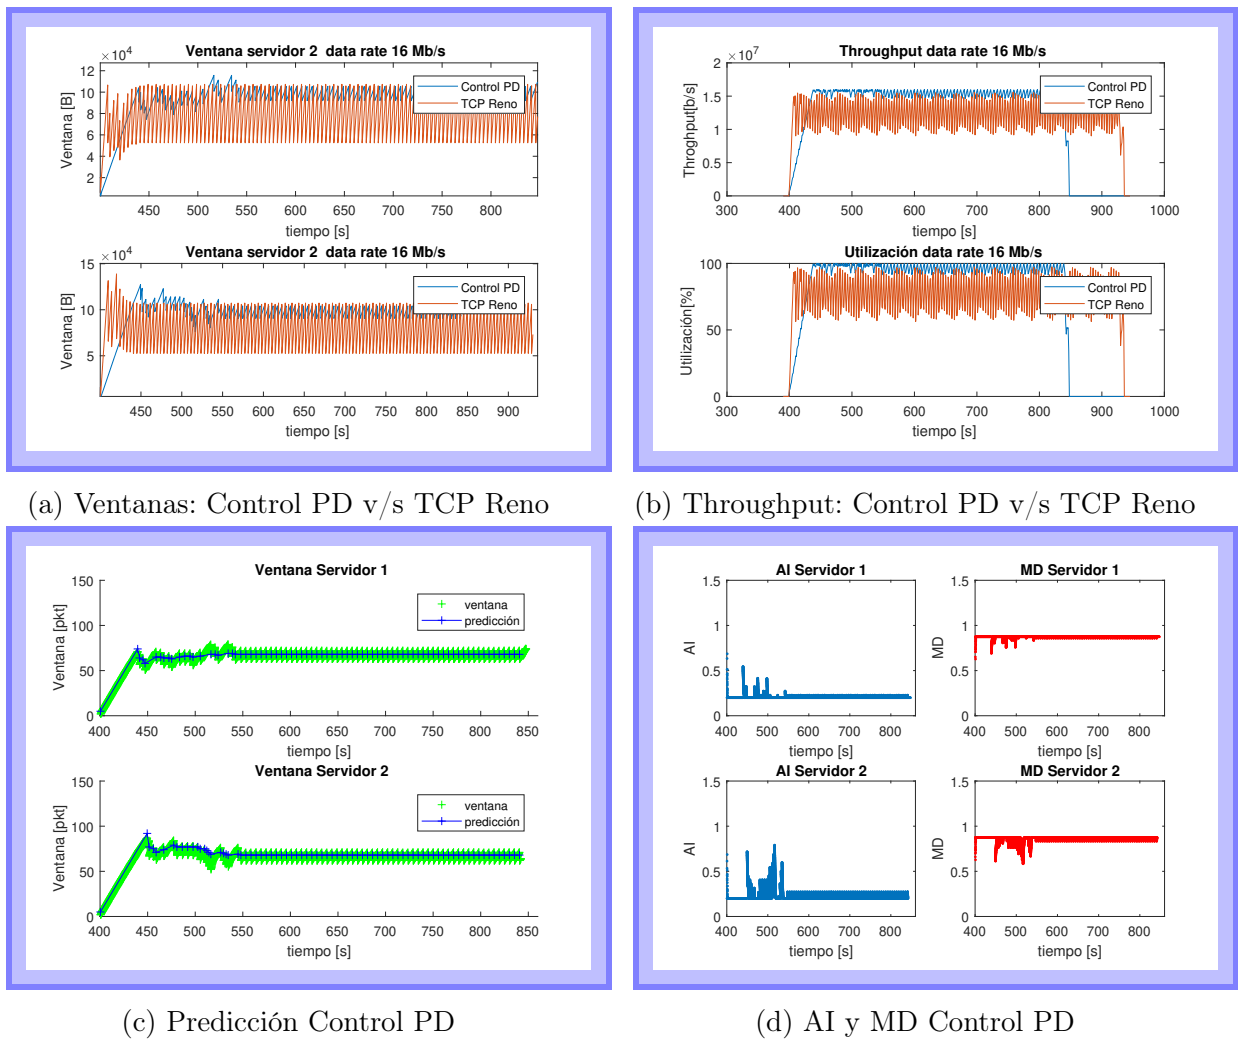 Ventana servidor 2  data rate 16 Mb/s
×10⁴
12
10
8
6
4
2
Ventana [B]
Control PD
TCP Reno
450 500 550 600 650 700 750 800
tiempo [s]
Ventana servidor 2  data rate 16 Mb/s
×10⁴
15
10
5
Ventana [B]
Control PD
TCP Reno
450 500 550 600 650 700 750 800 850 900
tiempo [s]
Throughput data rate 16 Mb/s
×10⁷
2
1.5
1
0.5
0
Throghput[b/s]
Control PD
TCP Reno
300 400 500 600 700 800 900 1000
tiempo [s]
Utilización data rate 16 Mb/s
100
50
0
Utilización[%]
Control PD
TCP Reno
300 400 500 600 700 800 900 1000
tiempo [s]
(a) Ventanas: Control PD v/s TCP Reno
(b) Throughput: Control PD v/s TCP Reno
Ventana Servidor 1
150
100
50
0
Ventana [pkt]
ventana
predicción
400 450 500 550 600 650 700 750 800 850
tiempo [s]
Ventana Servidor 2
150
100
50
0
Ventana [pkt]
ventana
predicción
400 450 500 550 600 650 700 750 800 850
tiempo [s]
AI Servidor 1
1.5
1
0.5
0
AI
400 500 600 700 800
tiempo [s]
MD Servidor 1
1.5
1
0.5
0
MD
400 500 600 700 800
tiempo [s]
AI Servidor 2
1.5
1
0.5
0
AI
400 500 600 700 800
tiempo [s]
MD Servidor 2
1.5
1
0.5
0
MD
400 500 600 700 800
tiempo [s]
(c) Predicción Control PD
(d) AI y MD Control PD